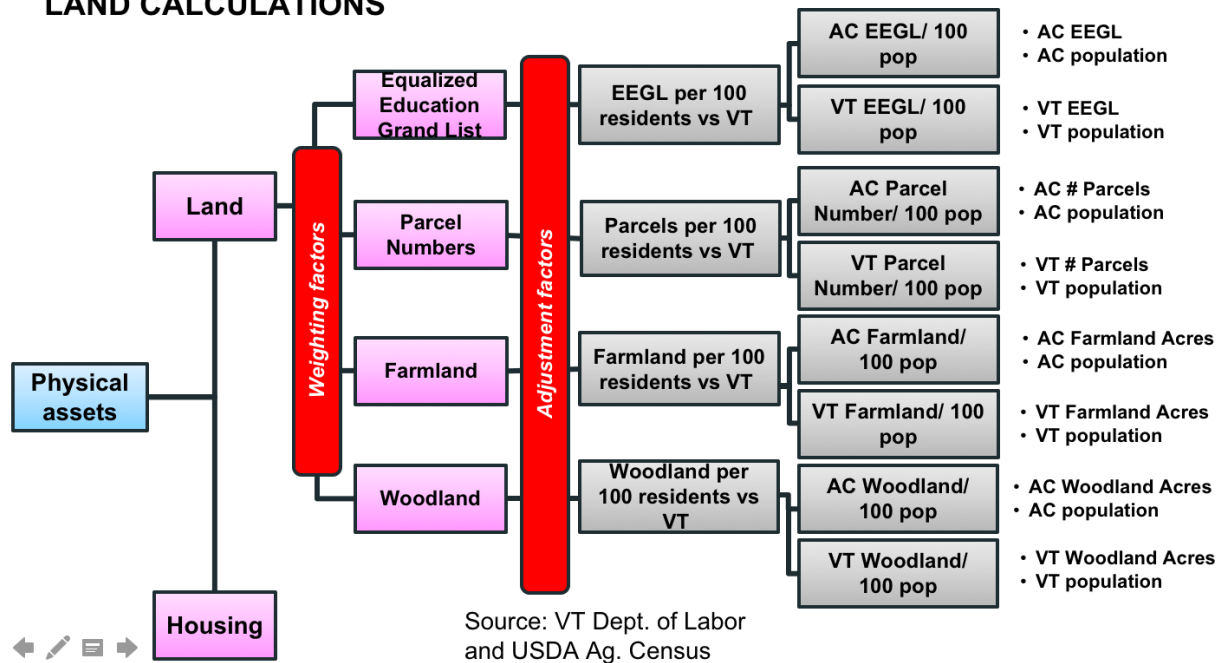 LAND CALCULATIONS
Physical
assets
Land
Housing
Weighting factors
Equalized
Education
Grand List
Parcel
Numbers
Farmland
Woodland
Adjustment factors
EEGL per 100
residents vs VT
Parcels per 100
residents vs VT
Farmland per 100
residents vs VT
Woodland per
100 residents vs
VT
AC EEGL/ 100
pop
VT EEGL/ 100
pop
AC Parcel
Number/ 100 pop
VT Parcel
Number/ 100 pop
AC Farmland/
100 pop
VT Farmland/ 100
pop
AC Woodland/
100 pop
VT Woodland/
100 pop
• AC EEGL
• AC population
• VT EEGL
• VT population
• AC # Parcels
• AC population
• VT # Parcels
• VT population
• AC Farmland Acres
• AC population
• VT Farmland Acres
• VT population
• AC Woodland Acres
• AC population
• VT Woodland Acres
• VT population
Source: VT Dept. of Labor
and USDA Ag. Census